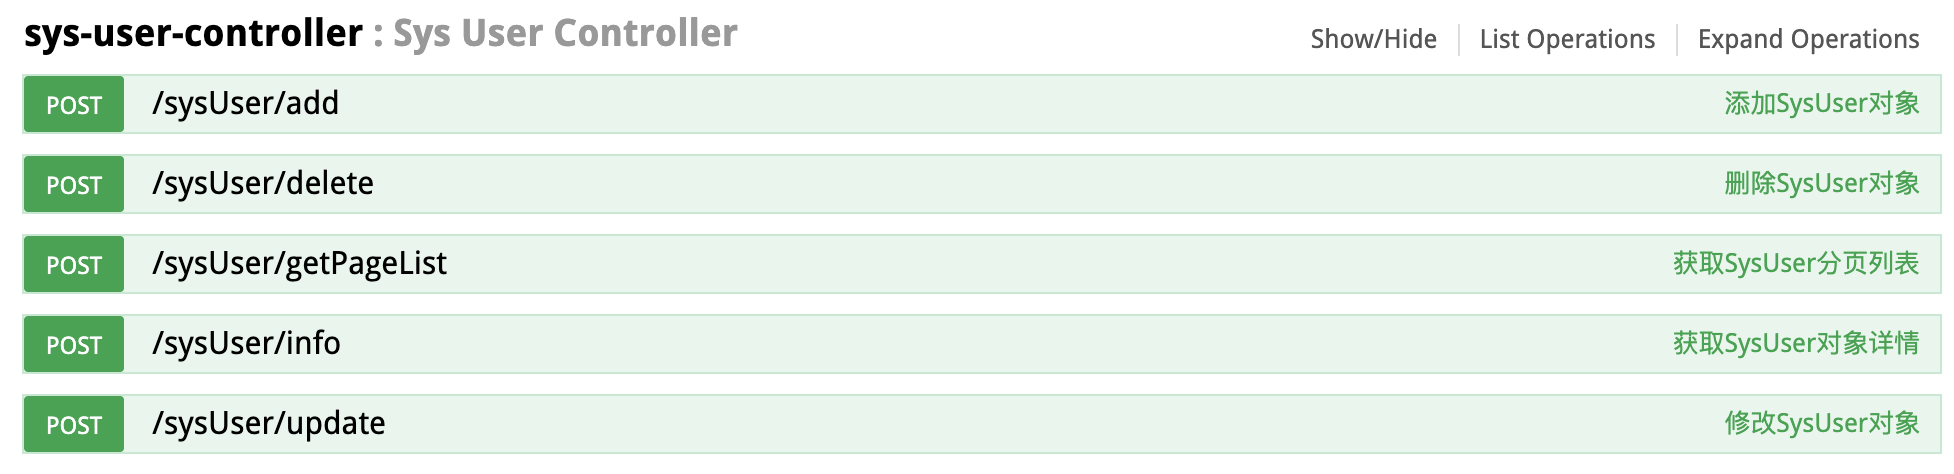 sys-user-controller : Sys User Controller Show/Hide List Operations Expand Operations
POST /sysUser/add 添加SysUser对象
POST /sysUser/delete 删除SysUser对象
POST /sysUser/getPageList 获取SysUser分页列表
POST /sysUser/info 获取SysUser对象详情
POST /sysUser/update 修改SysUser对象